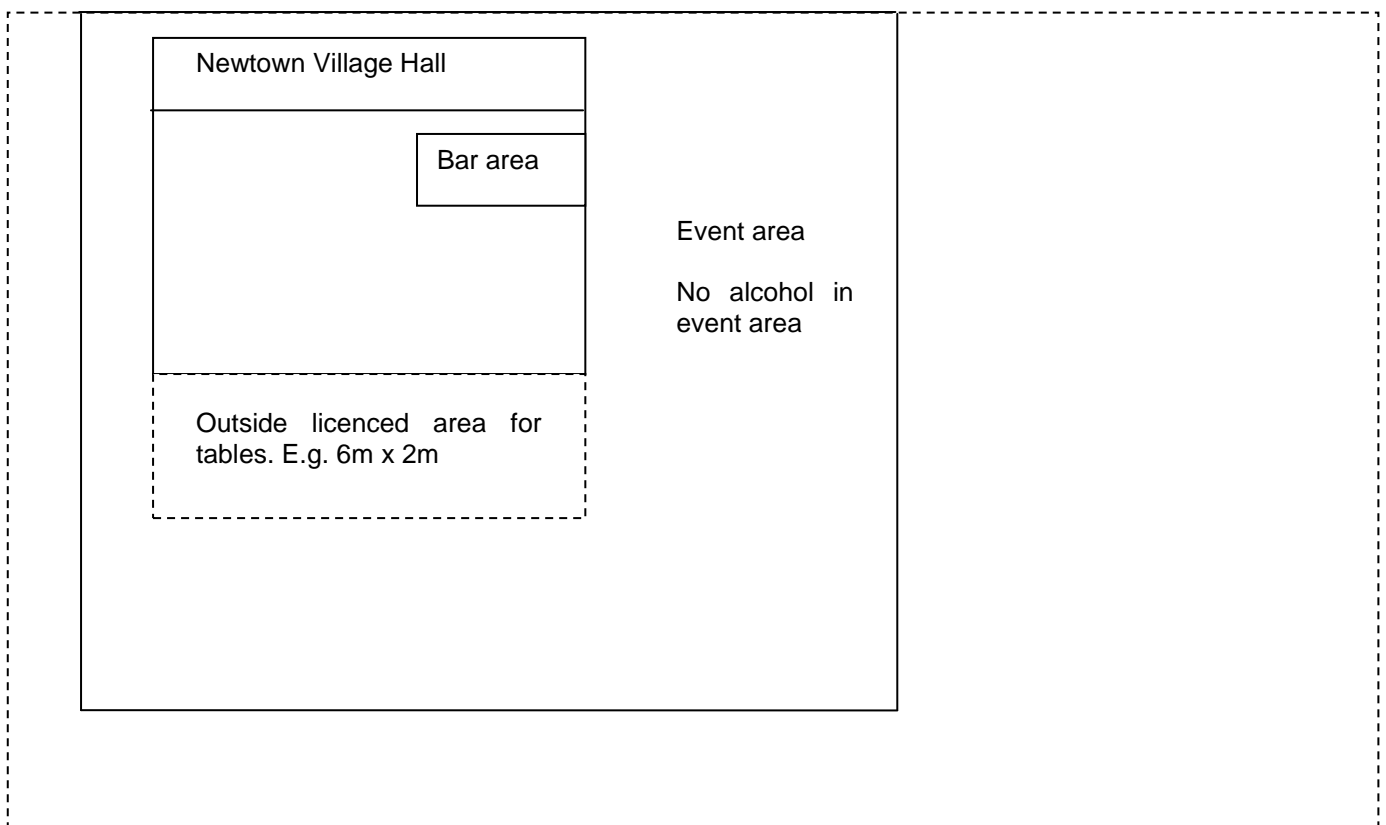 Newtown Village Hall
Bar area
Event area
No alcohol in
event area
Outside licenced area for
tables. E.g. 6m x 2m